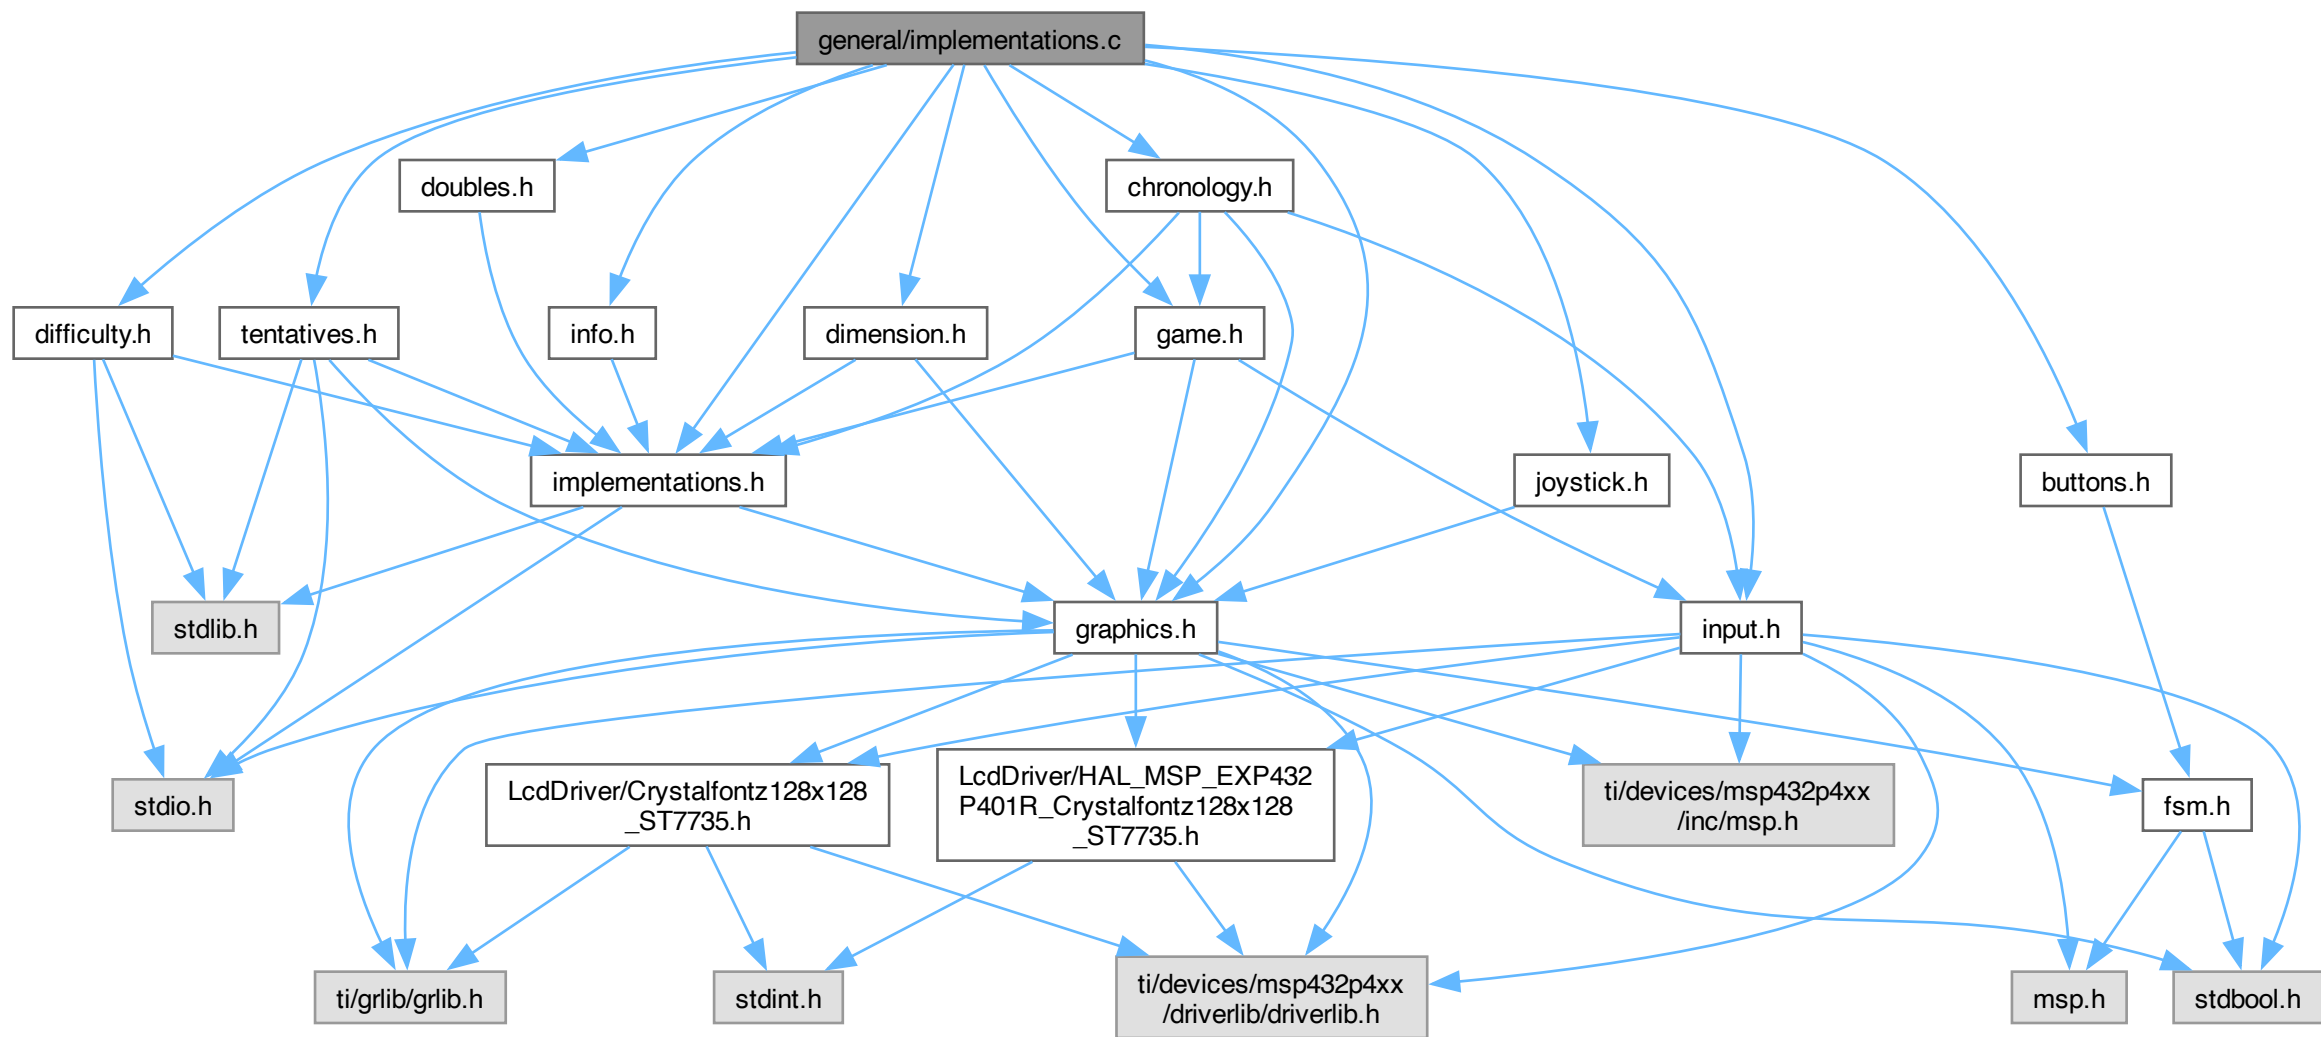 general/implementations.c
doubles.h
chronology.h
difficulty.h
tentatives.h
info.h
dimension.h
game.h
implementations.h
joystick.h
buttons.h
stdlib.h
graphics.h
input.h
stdio.h
LcdDriver/Crystalfontz128x128
_ST7735.h
LcdDriver/HAL_MSP_EXP432
P401R_Crystalfontz128x128
_ST7735.h
ti/devices/msp432p4xx
/inc/msp.h
fsm.h
ti/grlib/grlib.h
stdint.h
ti/devices/msp432p4xx
/driverlib/driverlib.h
msp.h
stdbool.h